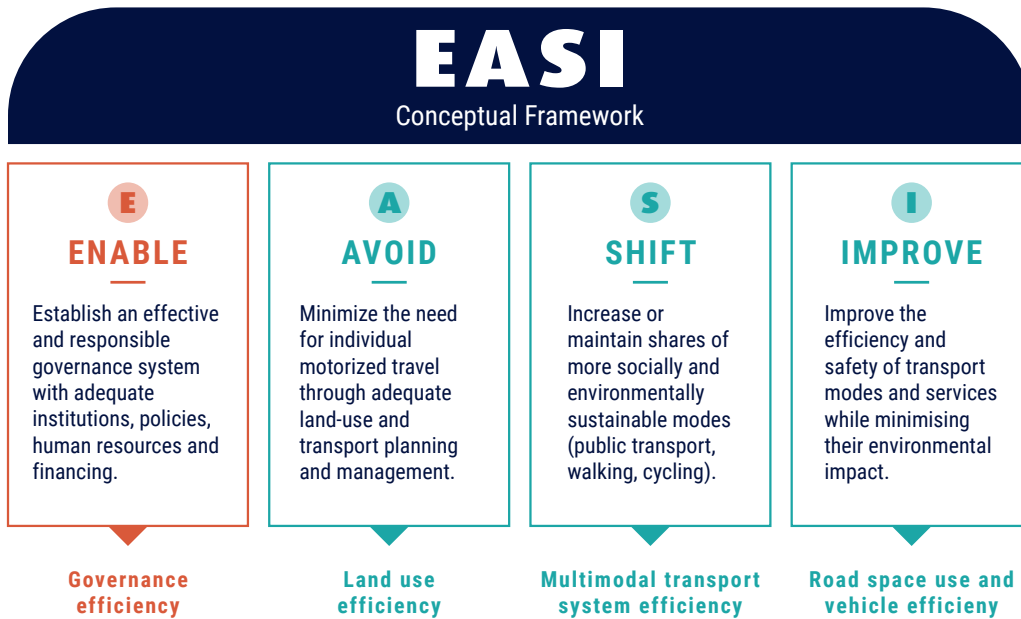 EASI
Conceptual Framework
E
ENABLE
Establish an effective
and responsible
governance system
with adequate
institutions, policies,
human resources and
financing.
Governance
efficiency
A
AVOID
Minimize the need
for individual
motorized travel
through adequate
land-use and
transport planning
and management.
Land use
efficiency
S
SHIFT
Increase or
maintain shares of
more socially and
environmentally
sustainable modes
(public transport,
walking, cycling).
Multimodal transport
system efficiency
I
IMPROVE
Improve the
efficiency and
safety of transport
modes and services
while minimising
their environmental
impact.
Road space use and
vehicle efficieny